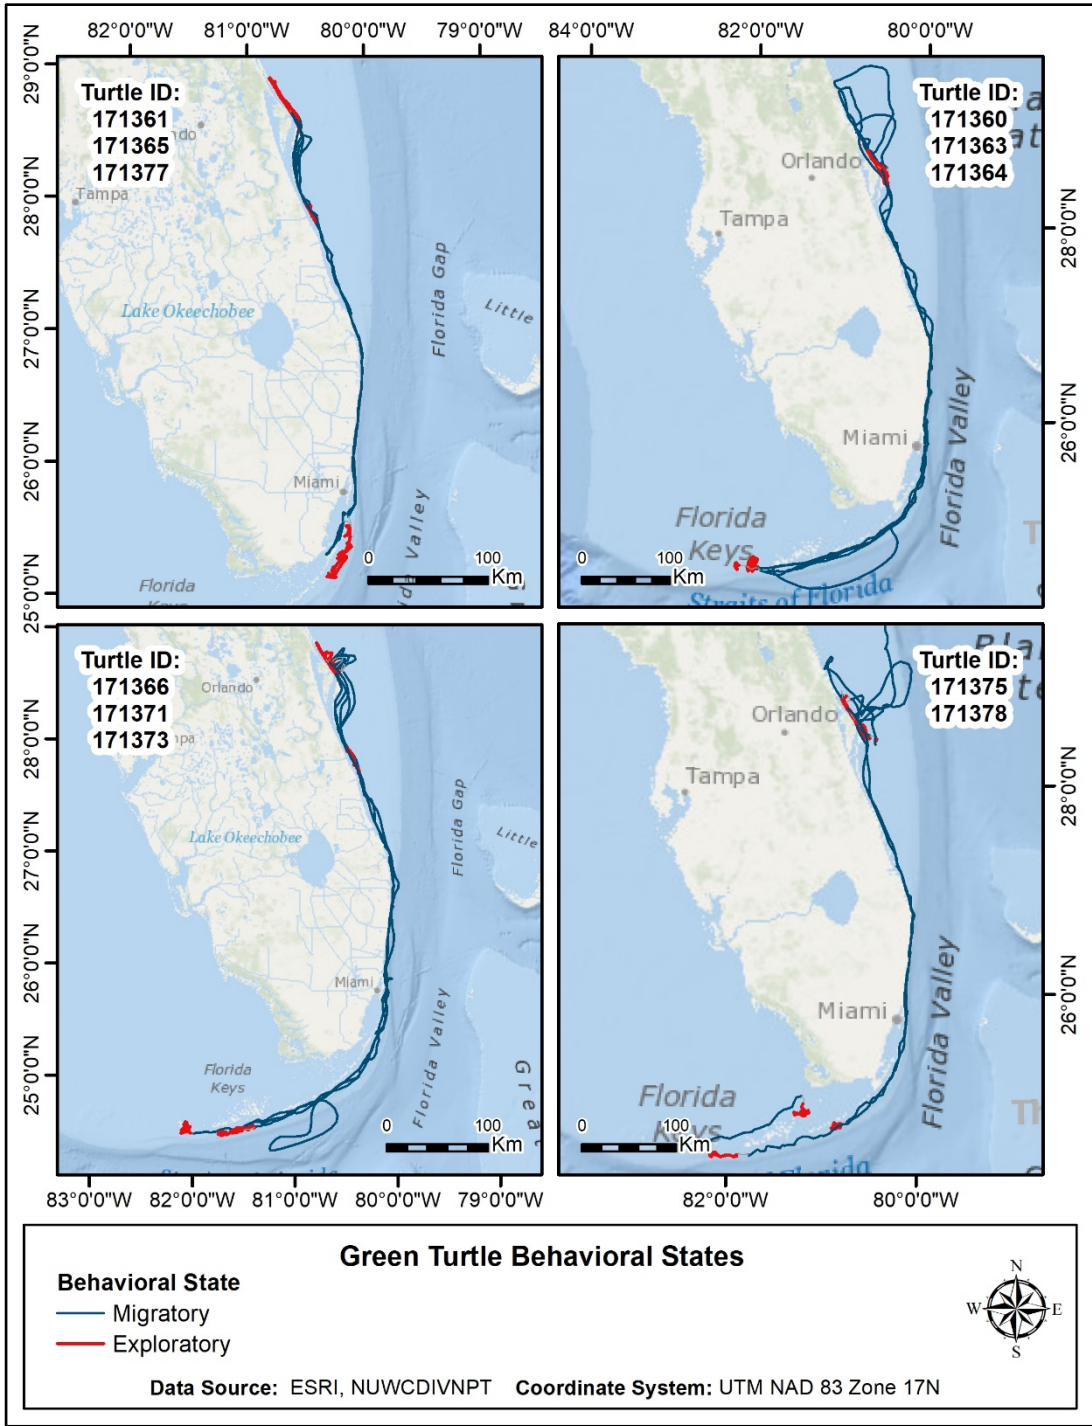 82°0'0"W 81°0'0"W 80°0'0"W 79°0'0"W
84°0'0"W 82°0'0"W 80°0'0"W
29°0'0"N
28°0'0"N
27°0'0"N
26°0'0"N
25°0'0"N
Turtle ID:
171361
171365
171377
Tampa
Lake Okeechobee
Florida Gap
Little
Miami
Valley
Florida
0 100
Km
Turtle ID:
171360
171363
171364
Orlando
Tampa
Miami
Florida
Keys
Florida Valley
Straits of Florida
0 100
Km
28°0'0"N
26°0'0"N
Turtle ID:
171366
171371
171373
Orlando
Lake Okeechobee
Florida Gap
Little
Miami
Florida
Keys
Florida Valley
Great
0 100
Km
28°0'0"N
27°0'0"N
26°0'0"N
25°0'0"N
83°0'0"W 82°0'0"W 81°0'0"W 80°0'0"W 79°0'0"W
Turtle ID:
171375
171378
Orlando
Tampa
Miami
Florida
Keys
Florida Valley
Florida
0 100
Km
28°0'0"N
26°0'0"N
82°0'0"W 80°0'0"W
Green Turtle Behavioral States
Behavioral State
Migratory
Exploratory
N
W E
S
Data Source: ESRI, NUWCDIVNPT Coordinate System: UTM NAD 83 Zone 17N